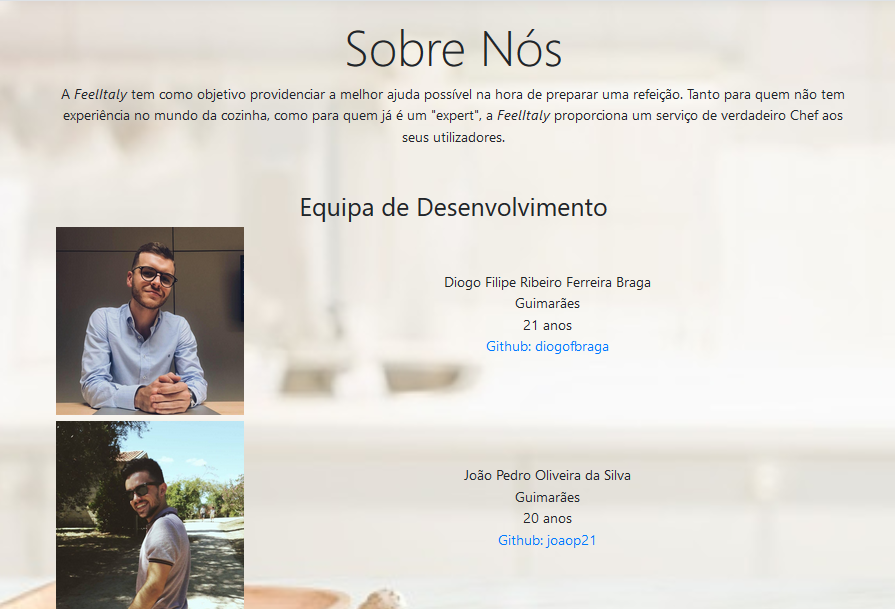 Sobre Nós
A FeelItaly tem como objetivo providenciar a melhor ajuda possível na hora de preparar uma refeição. Tanto para quem não tem
experiência no mundo da cozinha, como para quem já é um "expert", a FeelItaly proporciona um serviço de verdadeiro Chef aos
seus utilizadores.
Equipa de Desenvolvimento
Diogo Filipe Ribeiro Ferreira Braga
Guimarães
21 anos
Github: diogofbraga
João Pedro Oliveira da Silva
Guimarães
20 anos
Github: joaop21